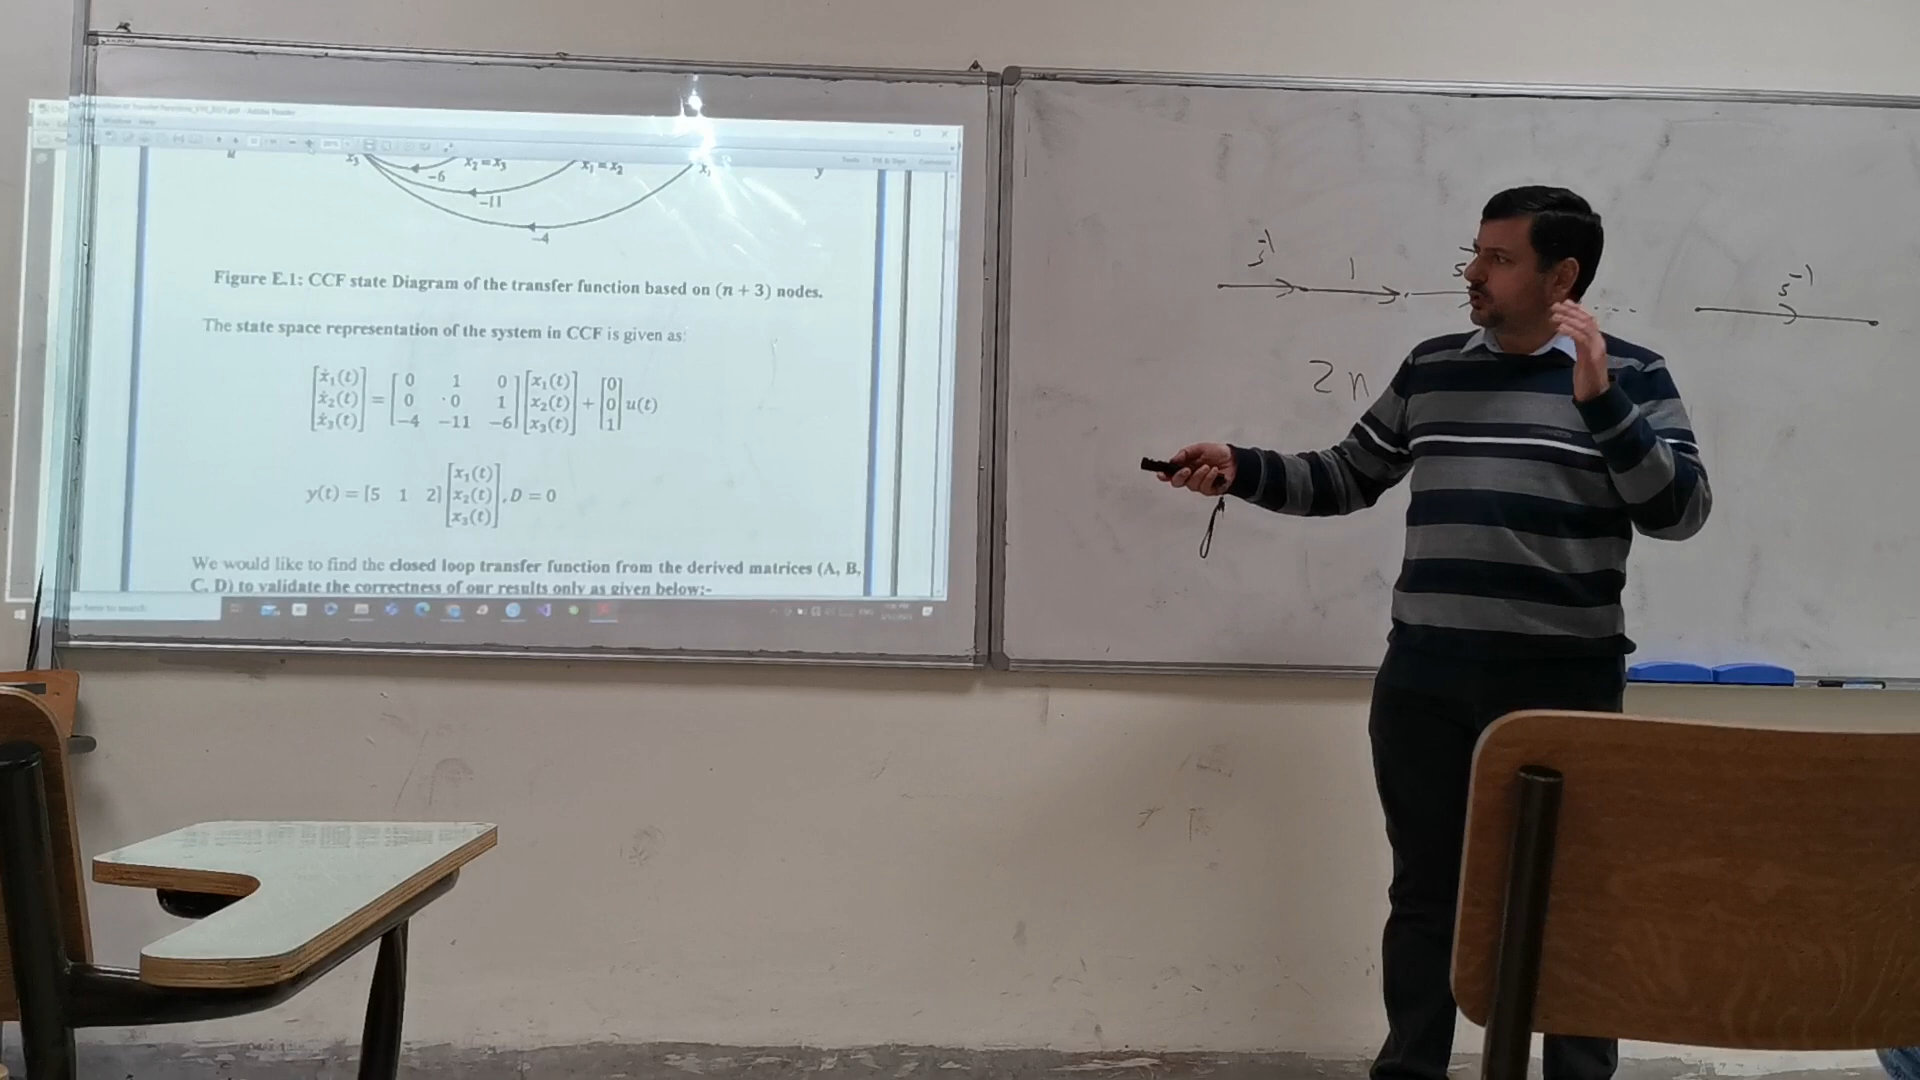 x₃ x₂ = ẋ₃ x₁ = ẋ₂ x₁ y
-6
-11
-4
Figure E.1: CCF state Diagram of the transfer function based on (n + 3) nodes.
The state space representation of the system in CCF is given as:
[ẋ₁(t)] [0 1 0] [x₁(t)] [0]
[ẋ₂(t)] = [0 0 1] [x₂(t)] + [0] u(t)
[ẋ₃(t)] [-4 -11 -6] [x₃(t)] [1]
[x₁(t)]
y(t) = [5 1 2] [x₂(t)] , D = 0
[x₃(t)]
We would like to find the closed loop transfer function from the derived matrices (A, B,
C, D) to validate the correctness of our results only as given below:-
s⁻¹ 1 s⁻ ... s⁻¹
2n